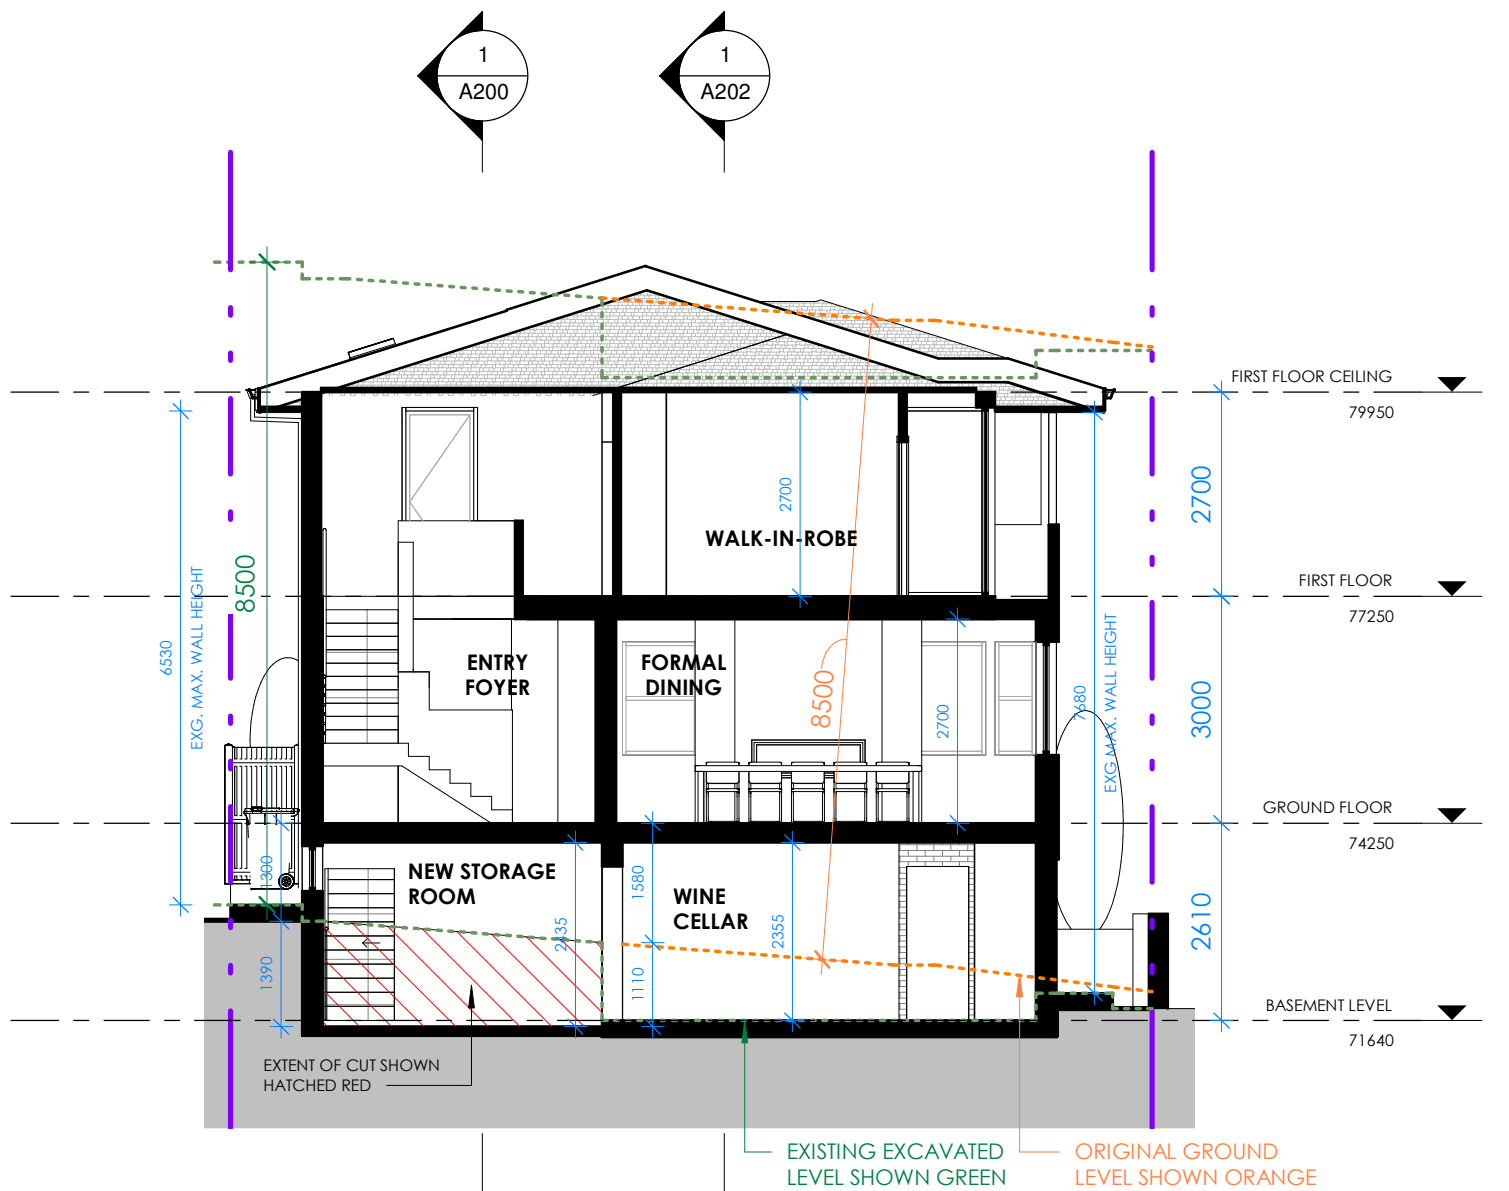 1
A200
1
A202
FIRST FLOOR CEILING
79950
2700
2700
WALK-IN-ROBE
FIRST FLOOR
77250
8500
EXG. MAX. WALL HEIGHT
6530
ENTRY
FOYER
FORMAL
DINING
8500
2700
7680
EXG. MAX. WALL HEIGHT
3000
GROUND FLOOR
74250
1300
NEW STORAGE
ROOM
2435
1580
WINE
CELLAR
2355
2610
1390
1110
BASEMENT LEVEL
71640
EXTENT OF CUT SHOWN
HATCHED RED
EXISTING EXCAVATED
LEVEL SHOWN GREEN
ORIGINAL GROUND
LEVEL SHOWN ORANGE